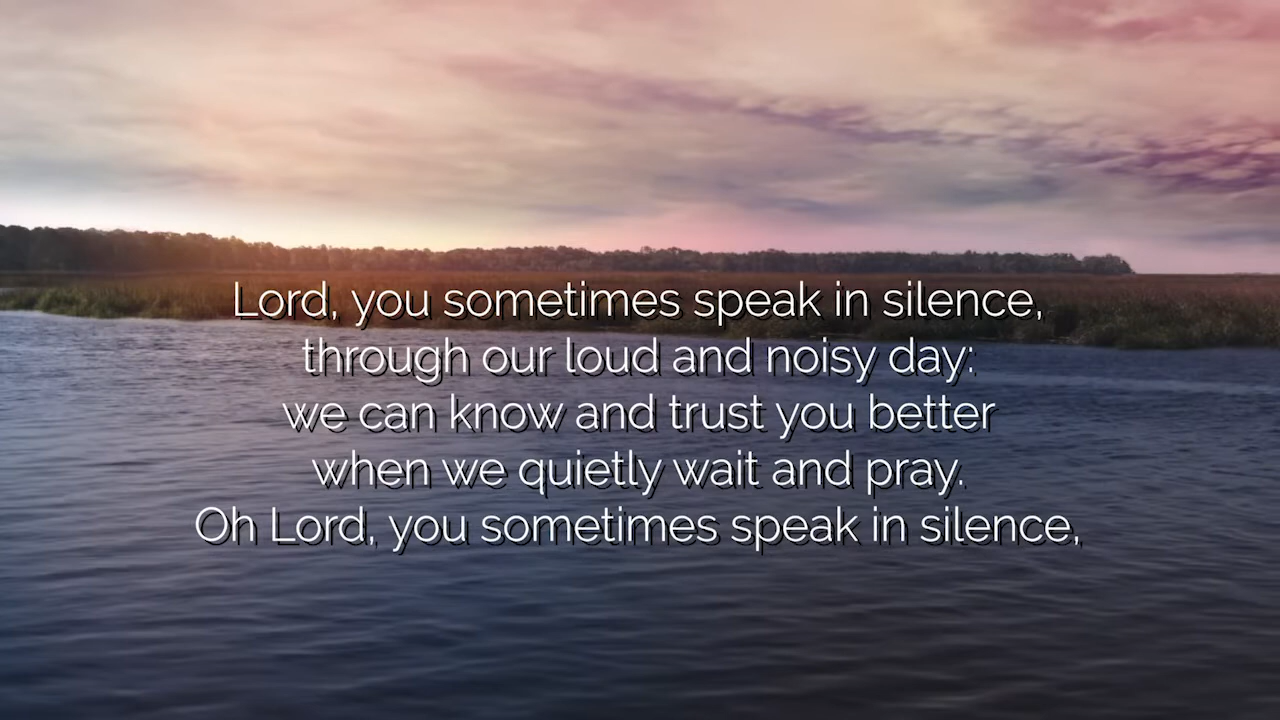 Lord, you sometimes speak in silence,
through our loud and noisy day:
we can know and trust you better
when we quietly wait and pray.
Oh Lord, you sometimes speak in silence,